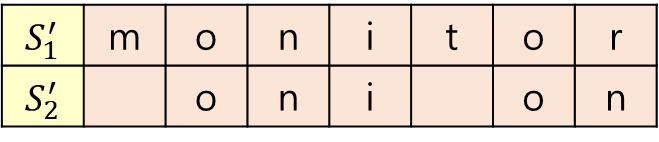 S′₁ m o n i t o r
S′₂ o n i o n